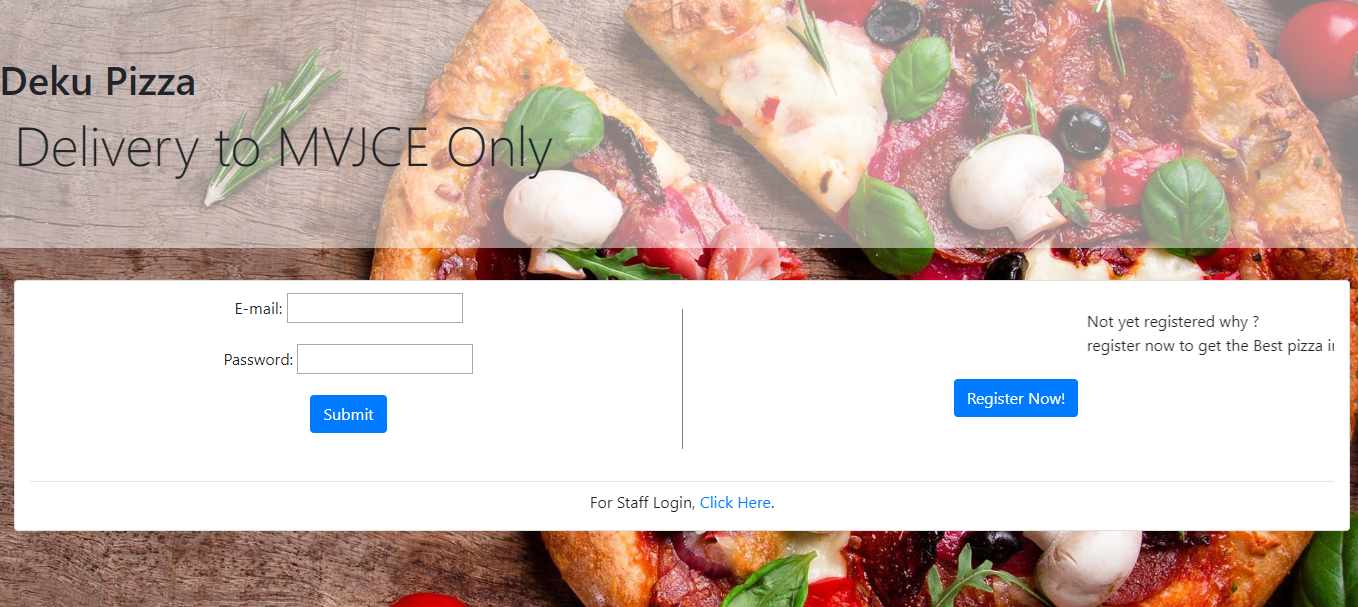 Deku Pizza
Delivery to MVJCE Only
E-mail:
Password:
Submit
Not yet registered why ?
register now to get the Best pizza
Register Now!
For Staff Login, Click Here.